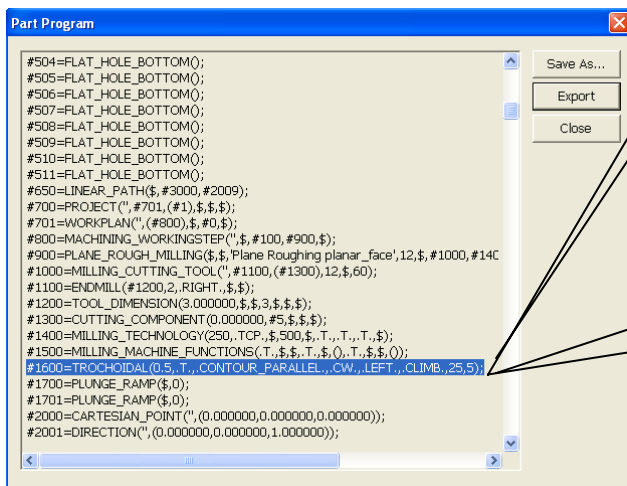 Part Program
#504=FLAT_HOLE_BOTTOM();
#505=FLAT_HOLE_BOTTOM();
#506=FLAT_HOLE_BOTTOM();
#507=FLAT_HOLE_BOTTOM();
#508=FLAT_HOLE_BOTTOM();
#509=FLAT_HOLE_BOTTOM();
#510=FLAT_HOLE_BOTTOM();
#511=FLAT_HOLE_BOTTOM();
#650=LINEAR_PATH($,#3000,#2009);
#700=PROJECT('',#701,(#1),$,$,$);
#701=WORKPLAN('',(#800),$,#0,$);
#800=MACHINING_WORKINGSTEP('',$,#100,#900,$);
#900=PLANE_ROUGH_MILLING($,$,'Plane Roughing planar_face',12,$,#1000,#140
#1000=MILLING_CUTTING_TOOL('',#1100,(#1300),12,$,60);
#1100=ENDMILL(#1200,2,.RIGHT.,$,$);
#1200=TOOL_DIMENSION(3.000000,$,$,3,$,$,$);
#1300=CUTTING_COMPONENT(0.000000,#5,$,$,$);
#1400=MILLING_TECHNOLOGY(250,.TCP.,$,500,$,.T.,.T.,.T.,$);
#1500=MILLING_MACHINE_FUNCTIONS(.T.,$,$,.T.,$,(),.T.,$,$,());
#1600=TROCHOIDAL(0.5,.T.,.CONTOUR_PARALLEL.,.CW.,.LEFT.,.CLIMB.,25,5);
#1700=PLUNGE_RAMP($,0);
#1701=PLUNGE_RAMP($,0);
#2000=CARTESIAN_POINT('',(0.000000,0.000000,0.000000));
#2001=DIRECTION('',(0.000000,0.000000,1.000000));
Save As...
Export
Close